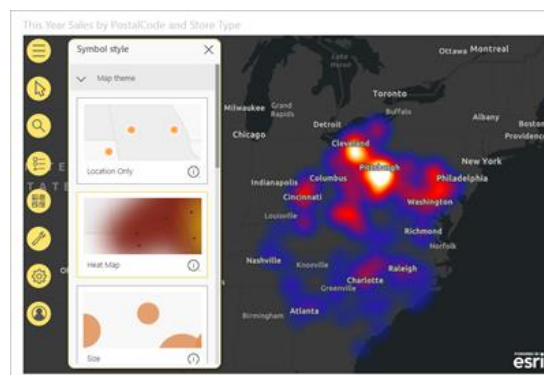 This Year Sales by PostalCode and Store Type
Symbol style
Map theme
Location Only
Heat Map
Size
Ottawa Montreal
Toronto
Milwaukee Grand Rapids
Buffalo
Albany
Detroit
Boston
Chicago
Providence
Cleveland
New York
Pittsburgh
Indianapolis Columbus
Philadelphia
Cincinnati
Washington
Louisville
Richmond
Norfolk
Nashville
Knoxville
Raleigh
Charlotte
Greenville
Birmingham
Atlanta
esri